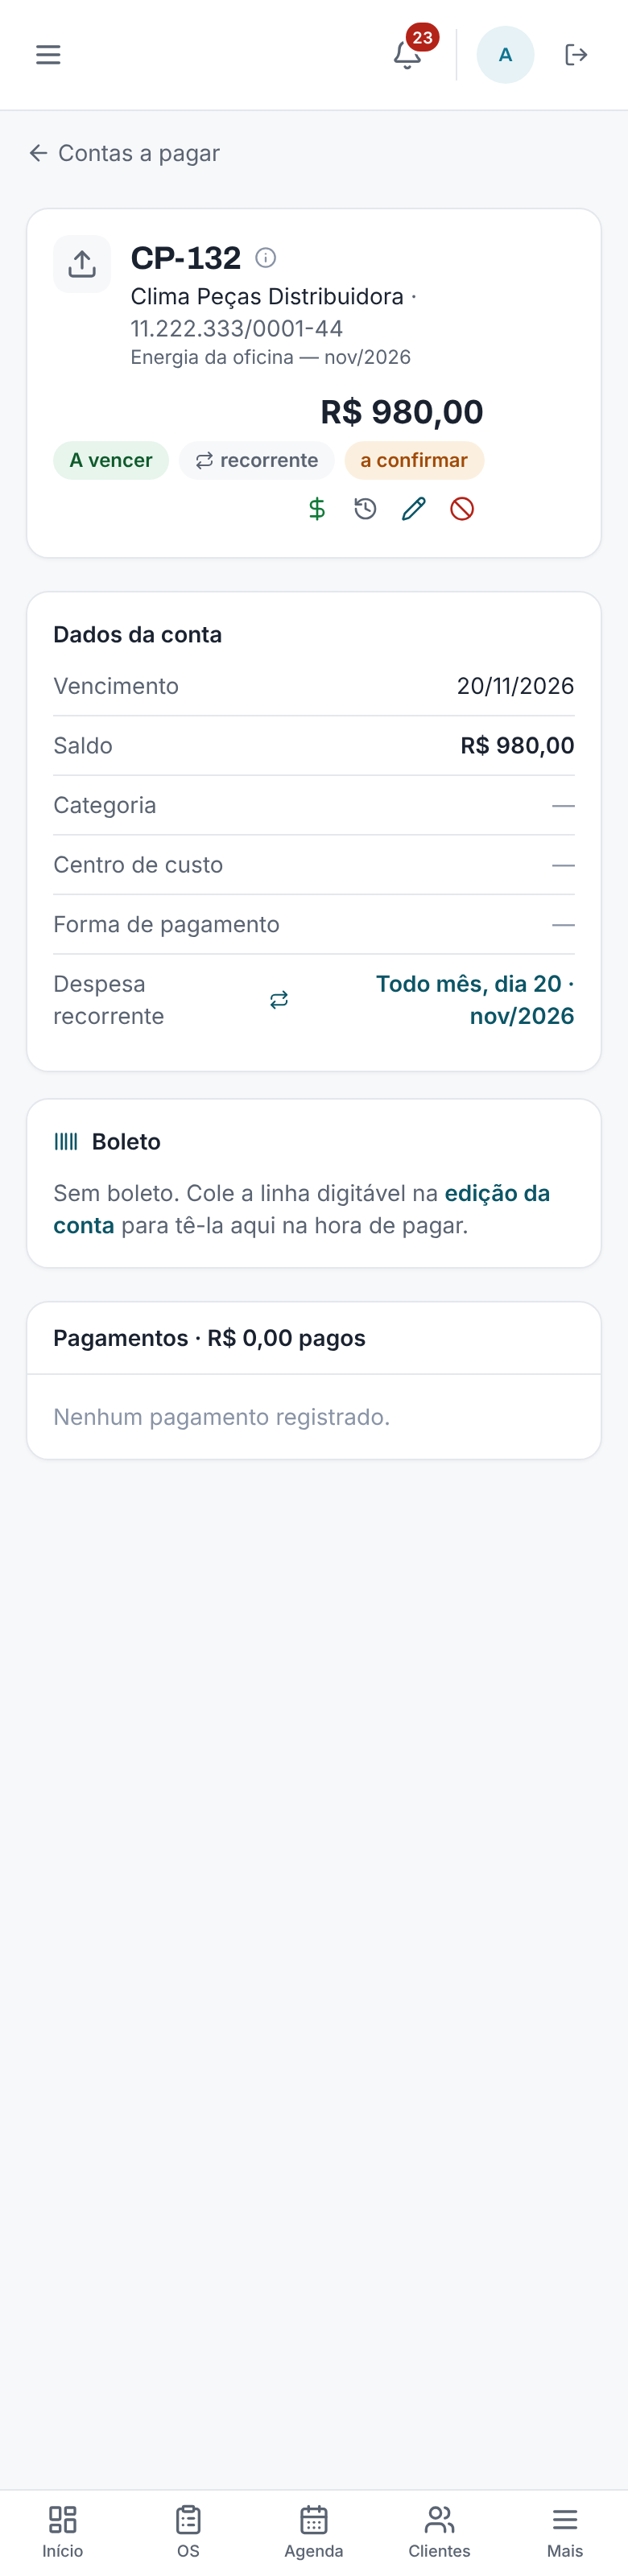 23
A
Contas a pagar
CP-132
Clima Peças Distribuidora ·
11.222.333/0001-44
Energia da oficina — nov/2026
R$ 980,00
A vencer
recorrente
a confirmar
Dados da conta
Vencimento 20/11/2026
Saldo R$ 980,00
Categoria —
Centro de custo —
Forma de pagamento —
Despesa recorrente
Todo mês, dia 20 ·
nov/2026
Boleto
Sem boleto. Cole a linha digitável na edição da
conta para tê-la aqui na hora de pagar.
Pagamentos · R$ 0,00 pagos
Nenhum pagamento registrado.
Início
OS
Agenda
Clientes
Mais